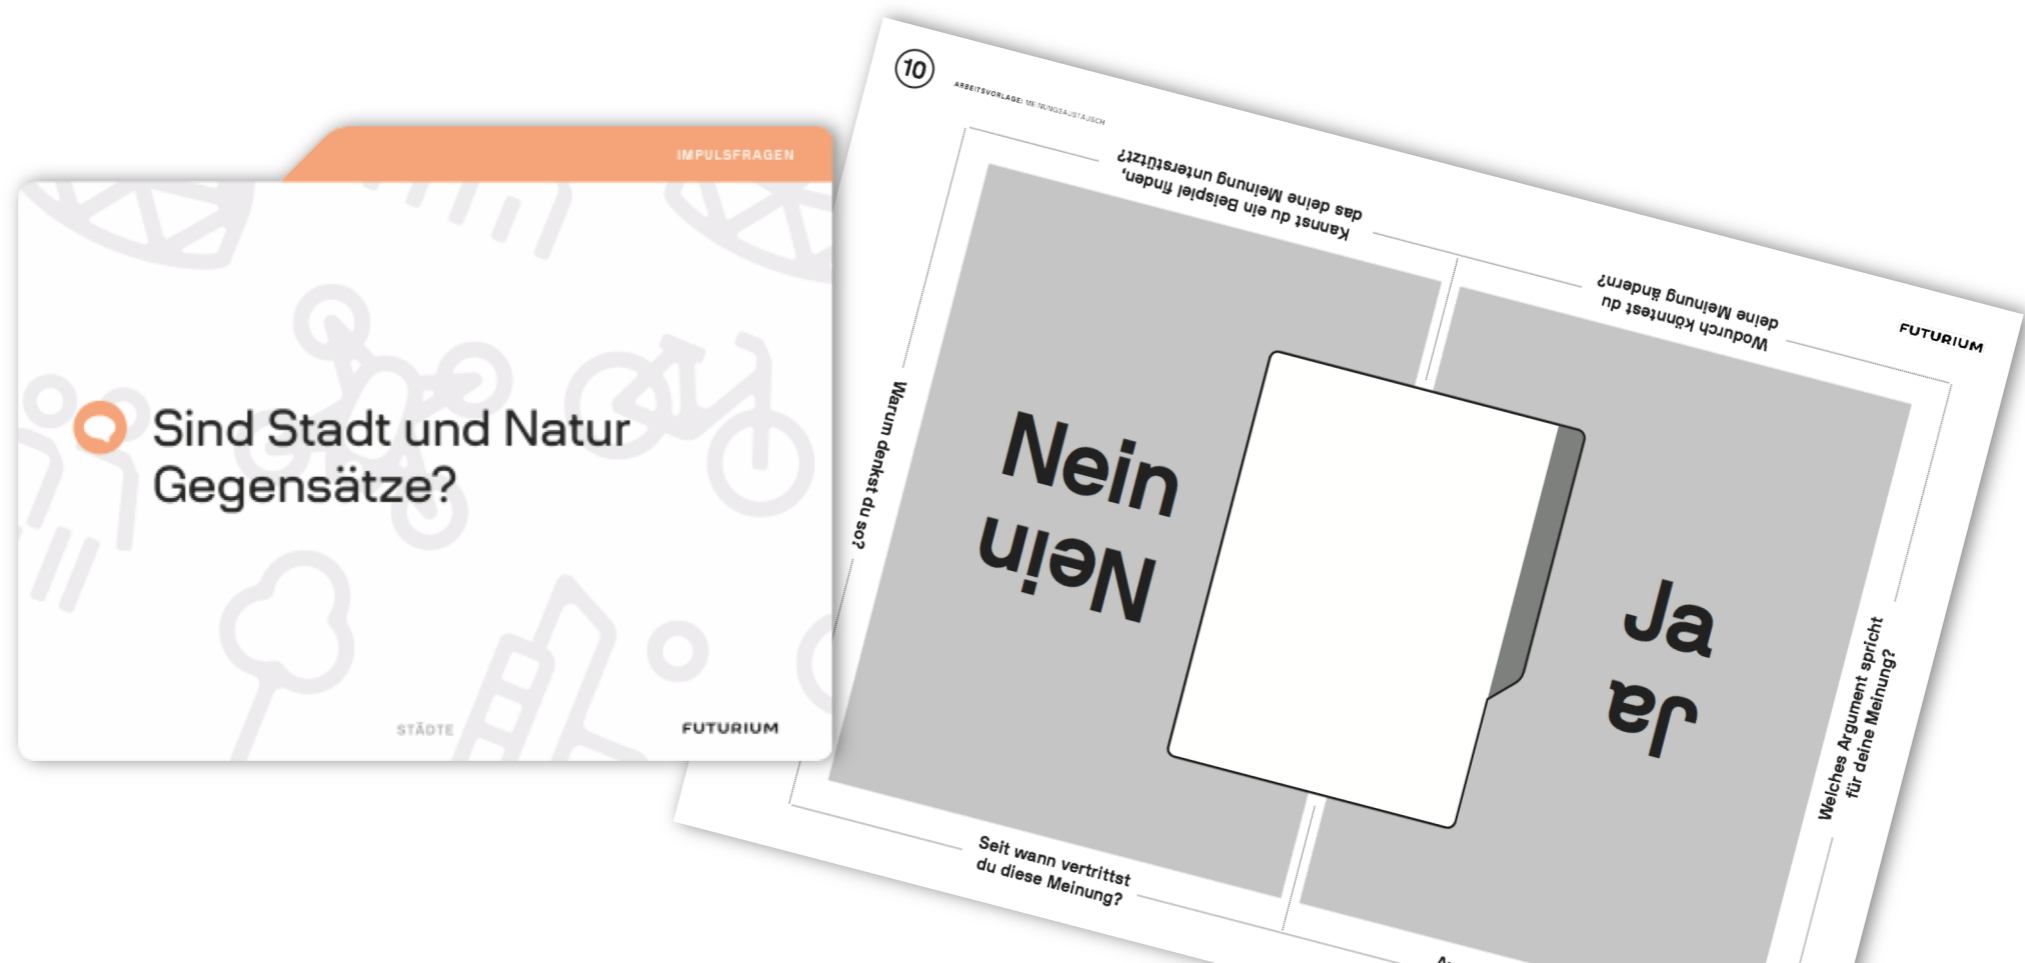 IMPULSFRAGEN
Sind Stadt und Natur
Gegensätze?
STÄDTE
FUTURIUM
10
ARBEITSVORLAGE: MEINUNGSAUSTAUSCH
Kannst du ein Beispiel finden,
das deine Meinung unterstützt?
Wodurch könntest du
deine Meinung ändern?
FUTURIUM
Warum denkst du so?
Nein
Nein
Ja
Ja
Welches Argument spricht
für deine Meinung?
Seit wann vertrittst
du diese Meinung?